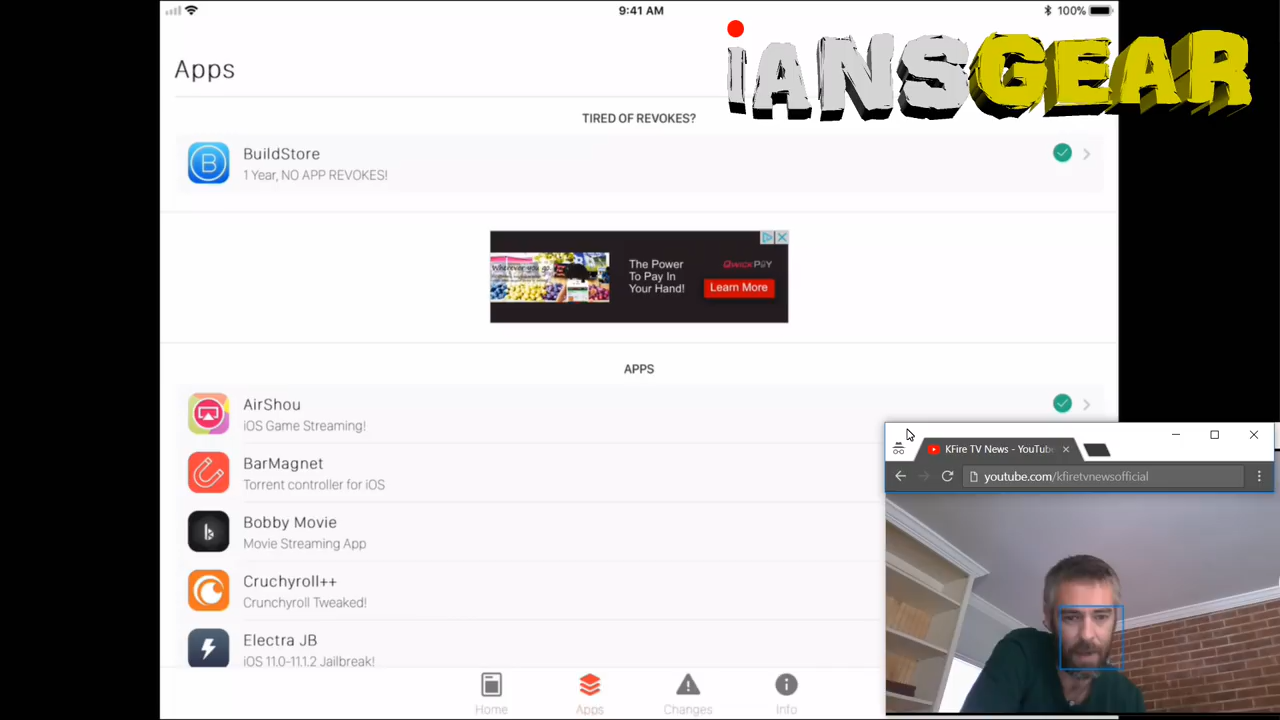 9:41 AM
100%
iANSGEAR
Apps
TIRED OF REVOKES?
BuildStore
1 Year, NO APP REVOKES!
The Power
To Pay In
Your Hand!
QWICKPAY
Learn More
APPS
AirShou
iOS Game Streaming!
BarMagnet
Torrent controller for iOS
Bobby Movie
Movie Streaming App
Cruchyroll++
Crunchyroll Tweaked!
Electra JB
iOS 11.0-11.1.2 Jailbreak!
Home
Apps
Changes
Info
KFire TV News - YouTub
youtube.com/kfiretvnewsofficial